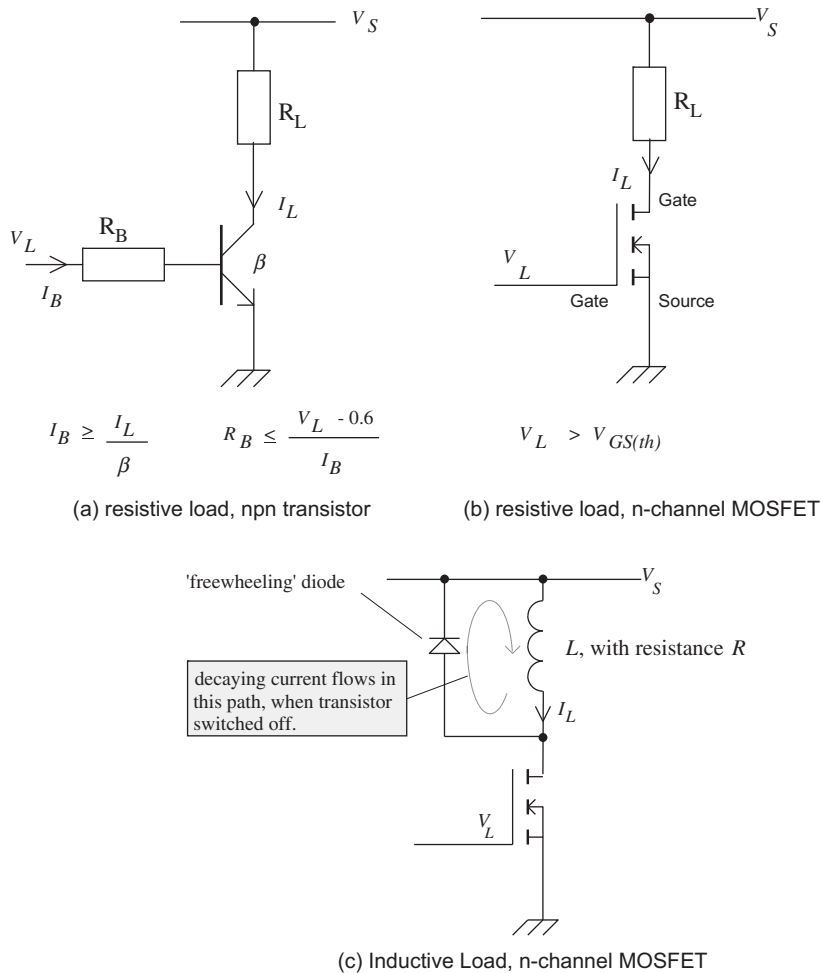 V_S
R_L
I_L
V_L
R_B
I_B
β
I_B ≥ I_L / β
R_B ≤ (V_L - 0.6) / I_B
(a) resistive load, npn transistor
V_S
R_L
I_L
Gate
V_L
Gate
Source
V_L > V_GS(th)
(b) resistive load, n-channel MOSFET
'freewheeling' diode
V_S
L, with resistance R
decaying current flows in
this path, when transistor
switched off.
I_L
V_L
(c) Inductive Load, n-channel MOSFET